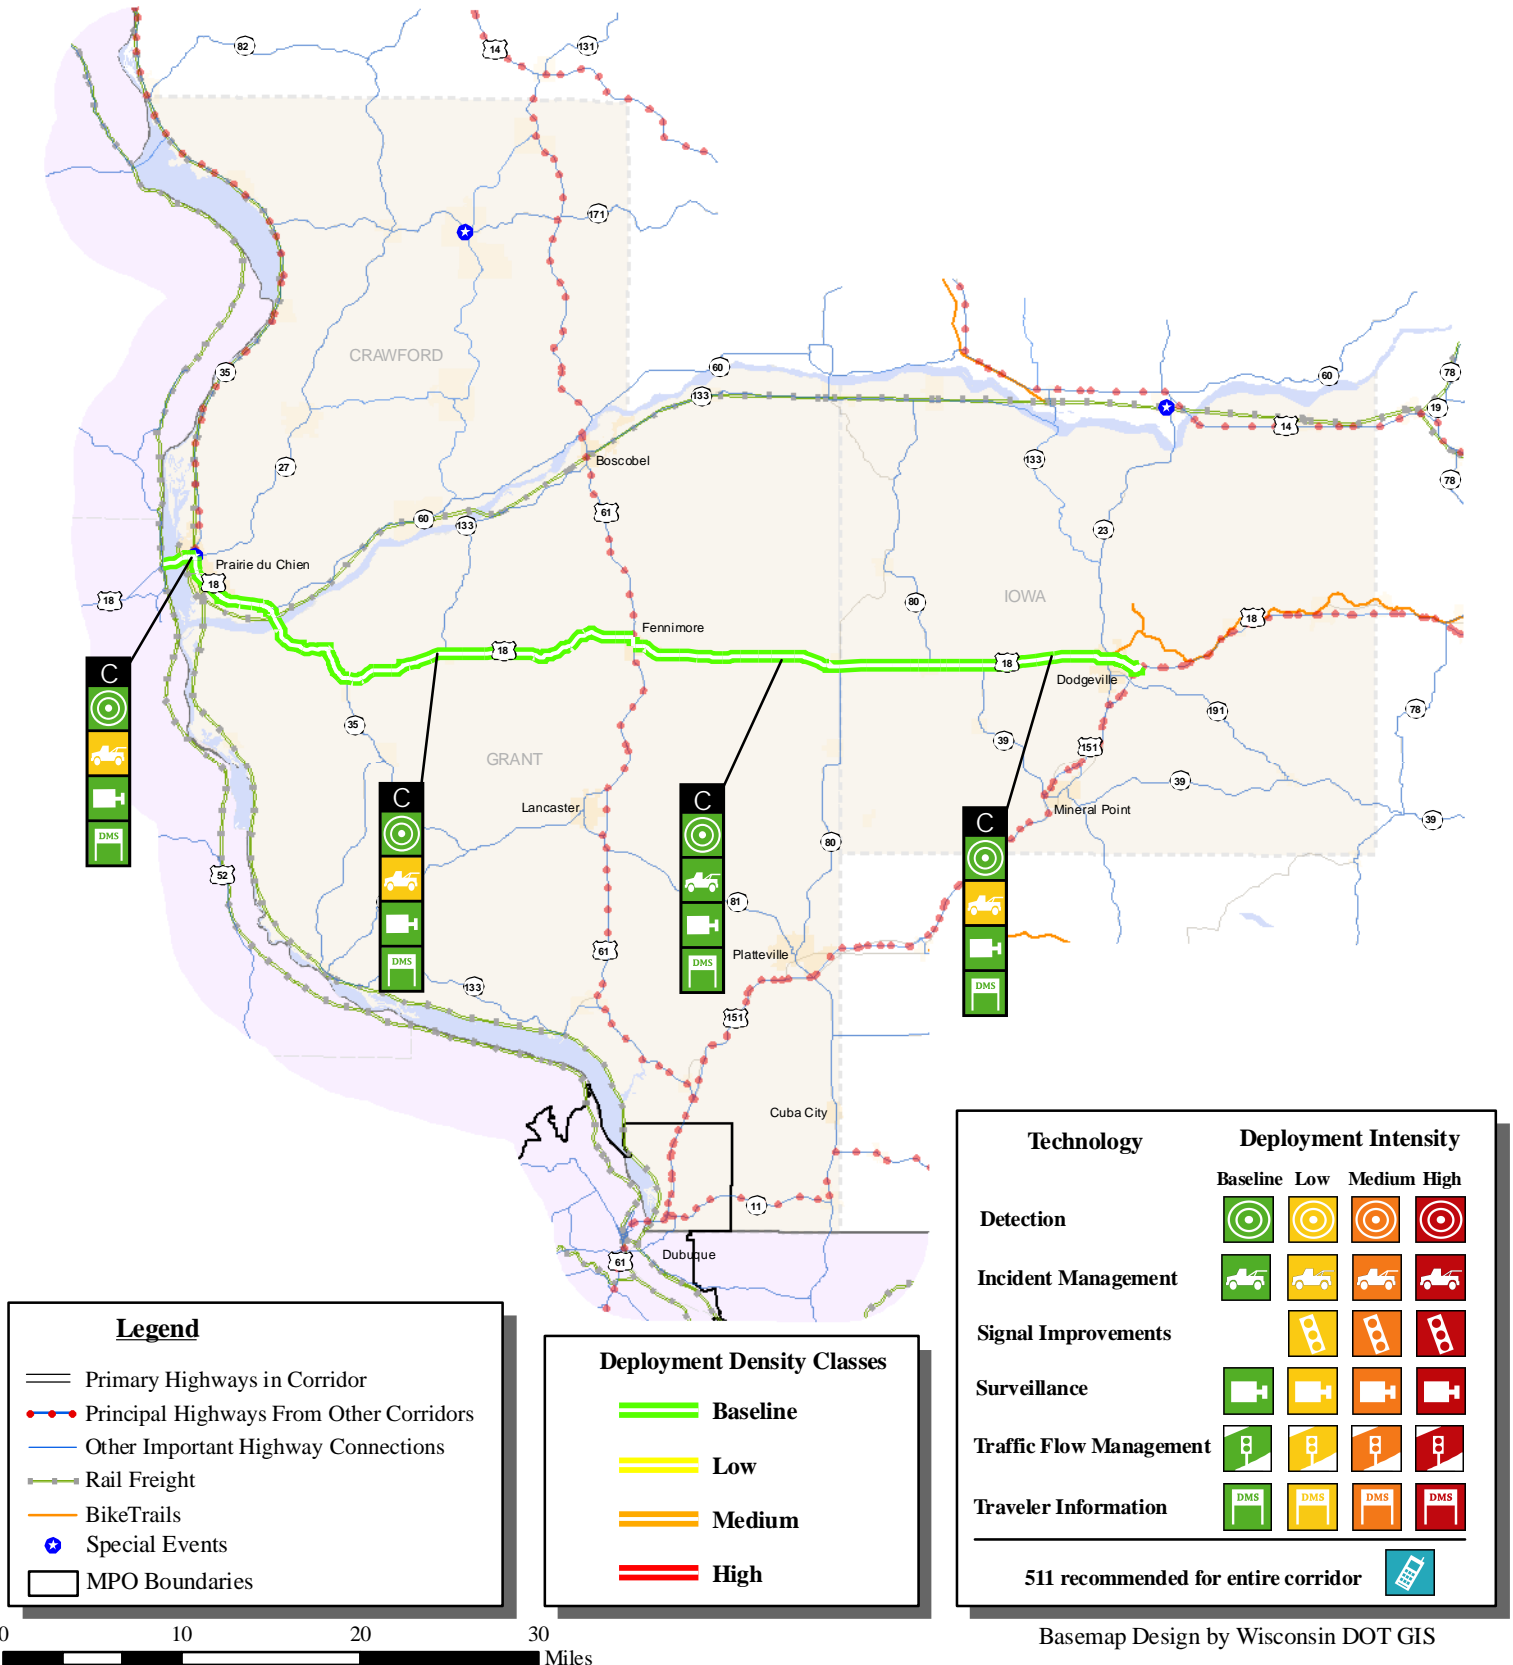 82
14
131
171
CRAWFORD
35
60
133
60
78
19
14
27
Boscobel
133
78
61
60
133
23
Prairie du Chien
18
18
80
IOWA
18
Fennimore
18
18
Dodgeville
C
35
191
78
39
151
GRANT
39
C
C
Lancaster
Mineral Point
C
39
DMS
80
52
81
61
Platteville
DMS
DMS
133
DMS
151
Cuba City
11
Dubuque
61
Technology
Deployment Intensity
Baseline Low Medium High
Detection
Incident Management
Signal Improvements
Surveillance
Traffic Flow Management
Traveler Information
DMS DMS DMS DMS
511 recommended for entire corridor
Legend
Primary Highways in Corridor
Principal Highways From Other Corridors
Other Important Highway Connections
Rail Freight
BikeTrails
Special Events
MPO Boundaries
Deployment Density Classes
Baseline
Low
Medium
High
0 10 20 30
Miles
Basemap Design by Wisconsin DOT GIS